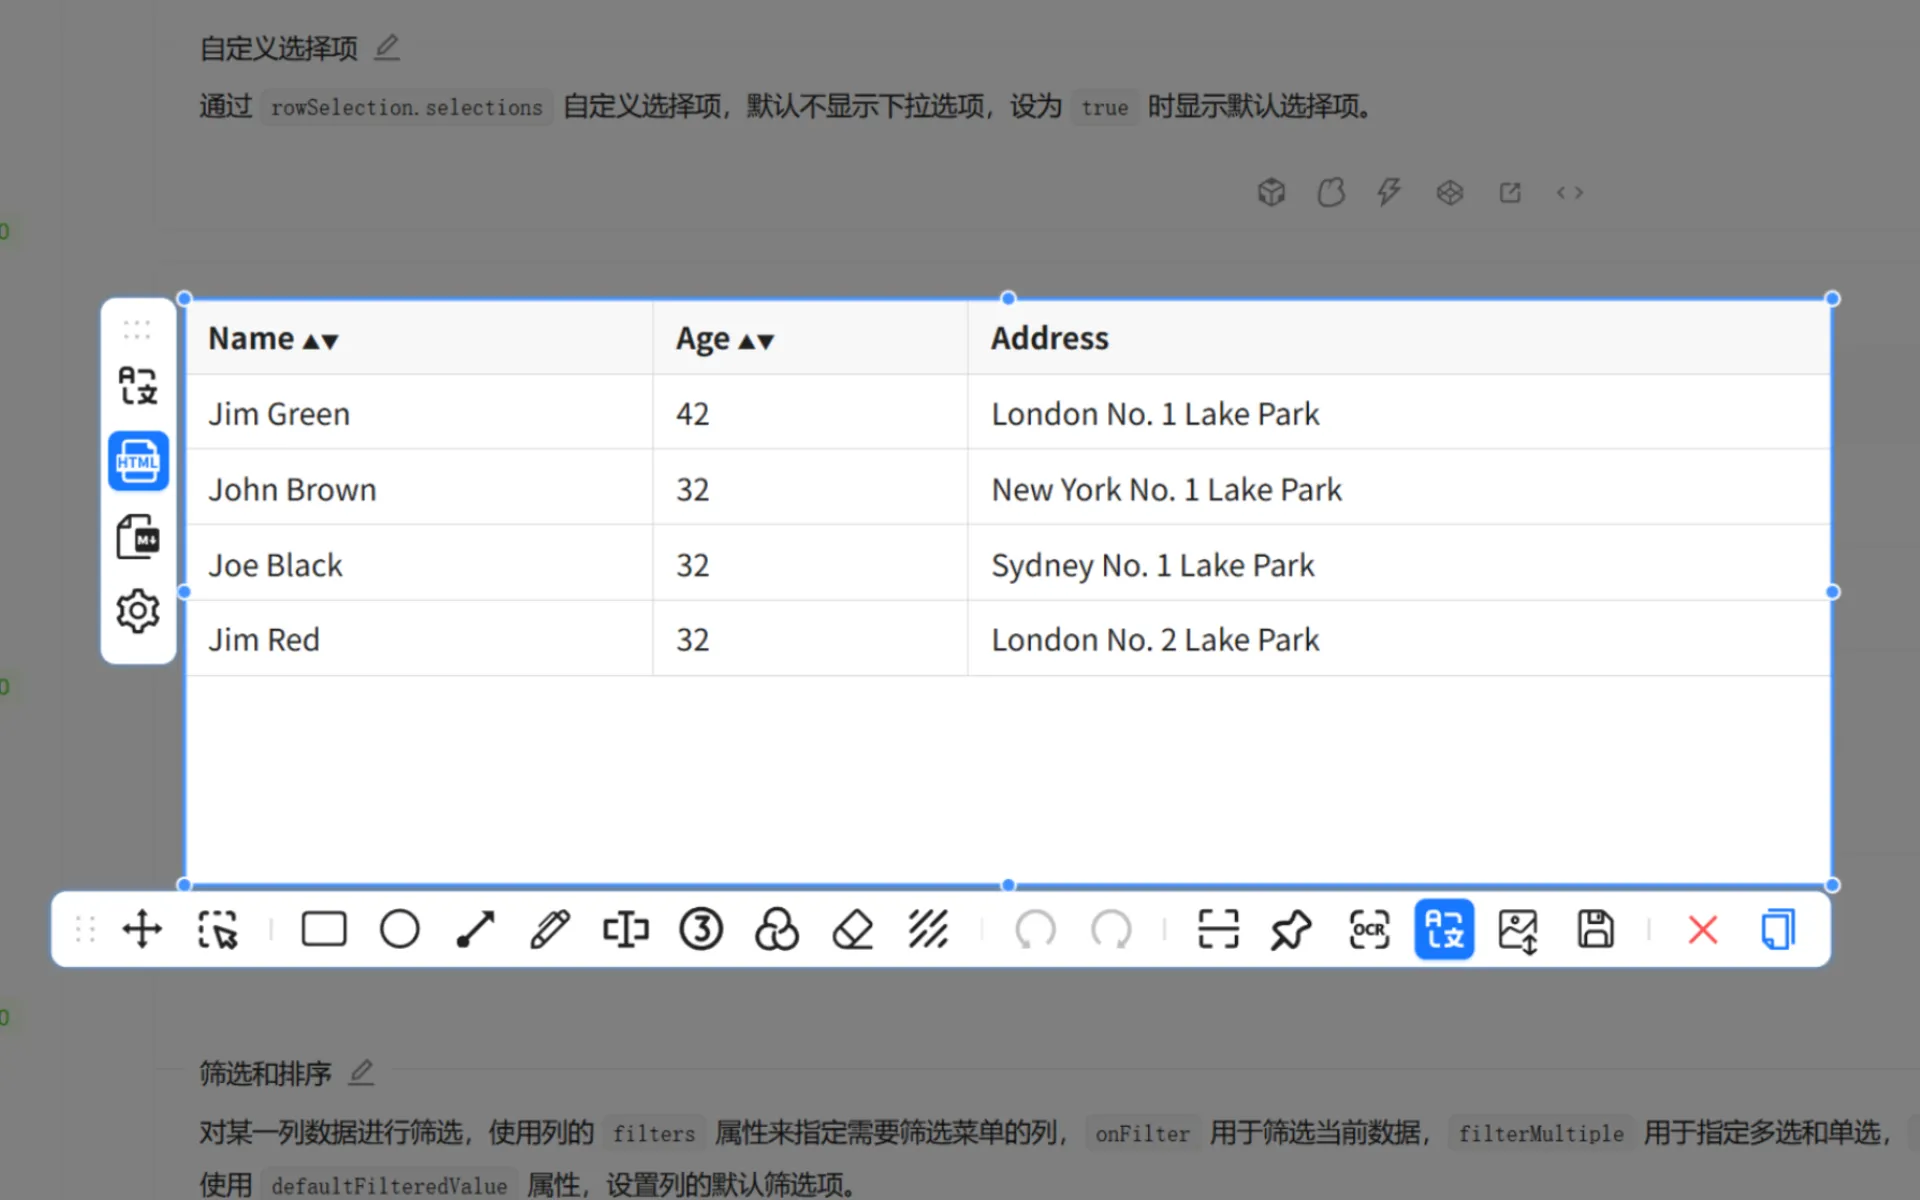 自定义选择项
通过 rowSelection.selections 自定义选择项，默认不显示下拉选项，设为 true 时显示默认选择项。
0
Name ▲▼ Age ▲▼ Address
Jim Green 42 London No. 1 Lake Park
John Brown 32 New York No. 1 Lake Park
Joe Black 32 Sydney No. 1 Lake Park
Jim Red 32 London No. 2 Lake Park
A 文
HTML
M↓
0
3 OCR A 文
0
筛选和排序
对某一列数据进行筛选，使用列的 filters 属性来指定需要筛选菜单的列， onFilter 用于筛选当前数据， filterMultiple 用于指定多选和单选，
使用 defaultFilteredValue 属性，设置列的默认筛选项。